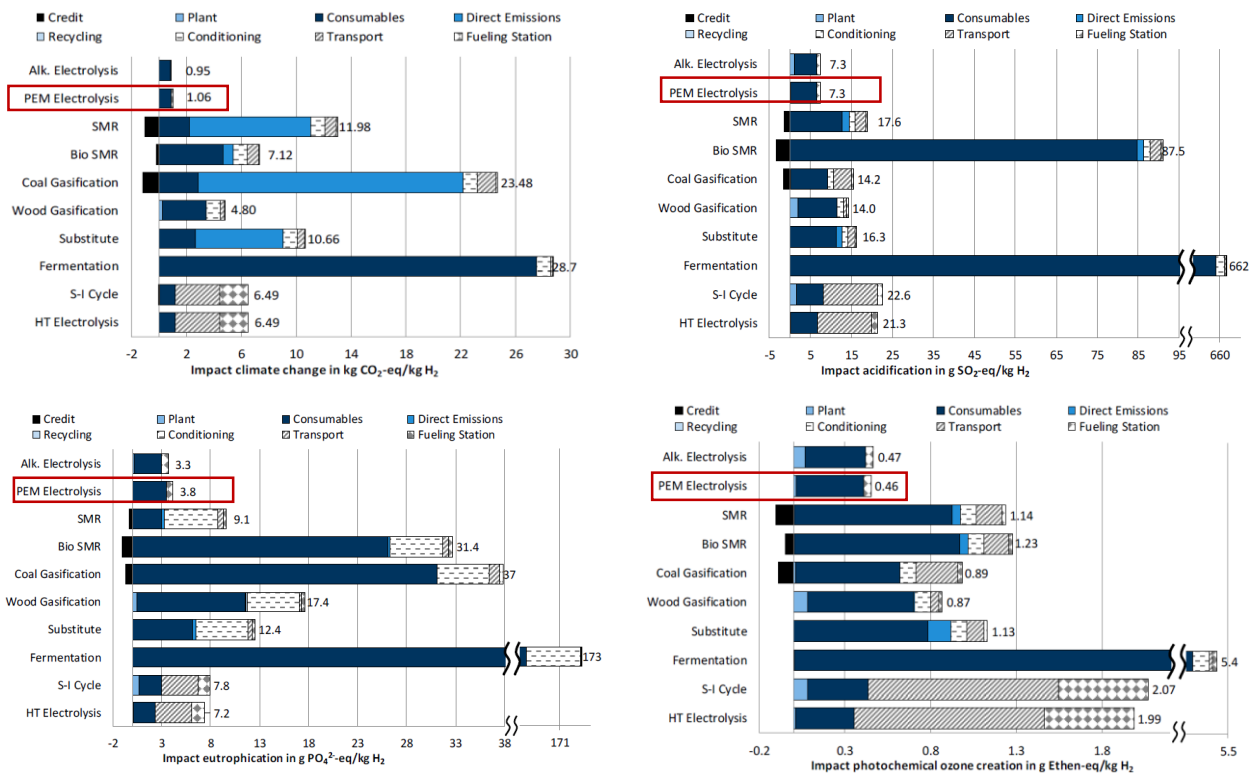 Credit Plant Consumables Direct Emissions
Recycling Conditioning Transport Fueling Station
Alk. Electrolysis 0.95
PEM Electrolysis 1.06
SMR 11.98
Bio SMR 7.12
Coal Gasification 23.48
Wood Gasification 4.80
Substitute 10.66
Fermentation 28.7
S-I Cycle 6.49
HT Electrolysis 6.49
-2 2 6 10 14 18 22 26 30
Impact climate change in kg CO₂-eq/kg H₂
Credit Plant Consumables Direct Emissions
Recycling Conditioning Transport Fueling Station
Alk. Electrolysis 7.3
PEM Electrolysis 7.3
SMR 17.6
Bio SMR 87.5
Coal Gasification 14.2
Wood Gasification 14.0
Substitute 16.3
Fermentation 662
S-I Cycle 22.6
HT Electrolysis 21.3
-5 5 15 25 35 45 55 65 75 85 95 660
Impact acidification in g SO₂-eq/kg H₂
Credit Plant Consumables Direct Emissions
Recycling Conditioning Transport Fueling Station
Alk. Electrolysis 3.3
PEM Electrolysis 3.8
SMR 9.1
Bio SMR 31.4
Coal Gasification 37
Wood Gasification 17.4
Substitute 12.4
Fermentation 173
S-I Cycle 7.8
HT Electrolysis 7.2
-2 3 8 13 18 23 28 33 38 171
Impact eutrophication in g PO₄²⁻-eq/kg H₂
Credit Plant Consumables Direct Emissions
Recycling Conditioning Transport Fueling Station
Alk. Electrolysis 0.47
PEM Electrolysis 0.46
SMR 1.14
Bio SMR 1.23
Coal Gasification 0.89
Wood Gasification 0.87
Substitute 1.13
Fermentation 5.4
S-I Cycle 2.07
HT Electrolysis 1.99
-0.2 0.3 0.8 1.3 1.8 5.5
Impact photochemical ozone creation in g Ethen-eq/kg H₂